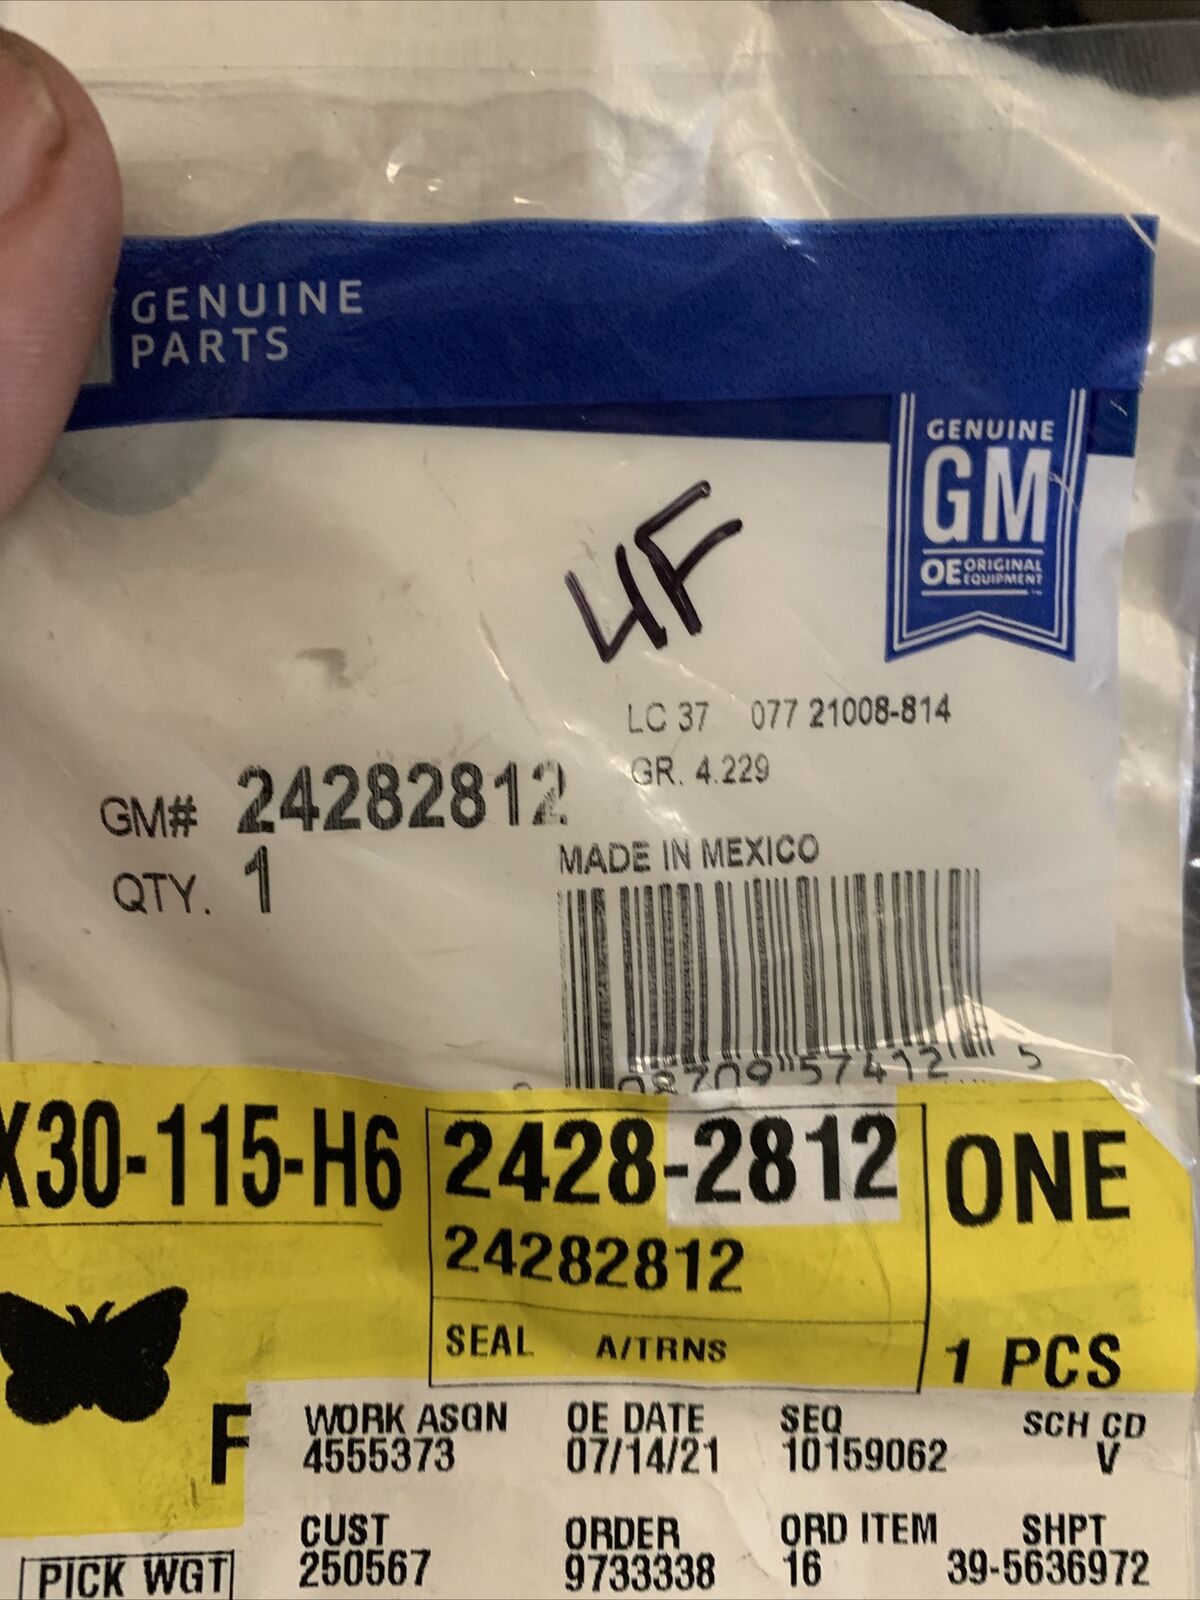 GENUINE
PARTS
GENUINE
GM
OE ORIGINAL
EQUIPMENT
4F
LC 37 077 21008-814
GR. 4.229
GM# 24282812
QTY. 1
MADE IN MEXICO
08709 57412 5
X30-115-H6
2428-2812
24282812
SEAL A/TRNS
ONE
1 PCS
F
WORK ASGN
4555373
OE DATE
07/14/21
SEQ
10159062
SCH CD
V
CUST
250567
ORDER
9733338
ORD ITEM
16
SHPT
39-5636972
PICK WGT